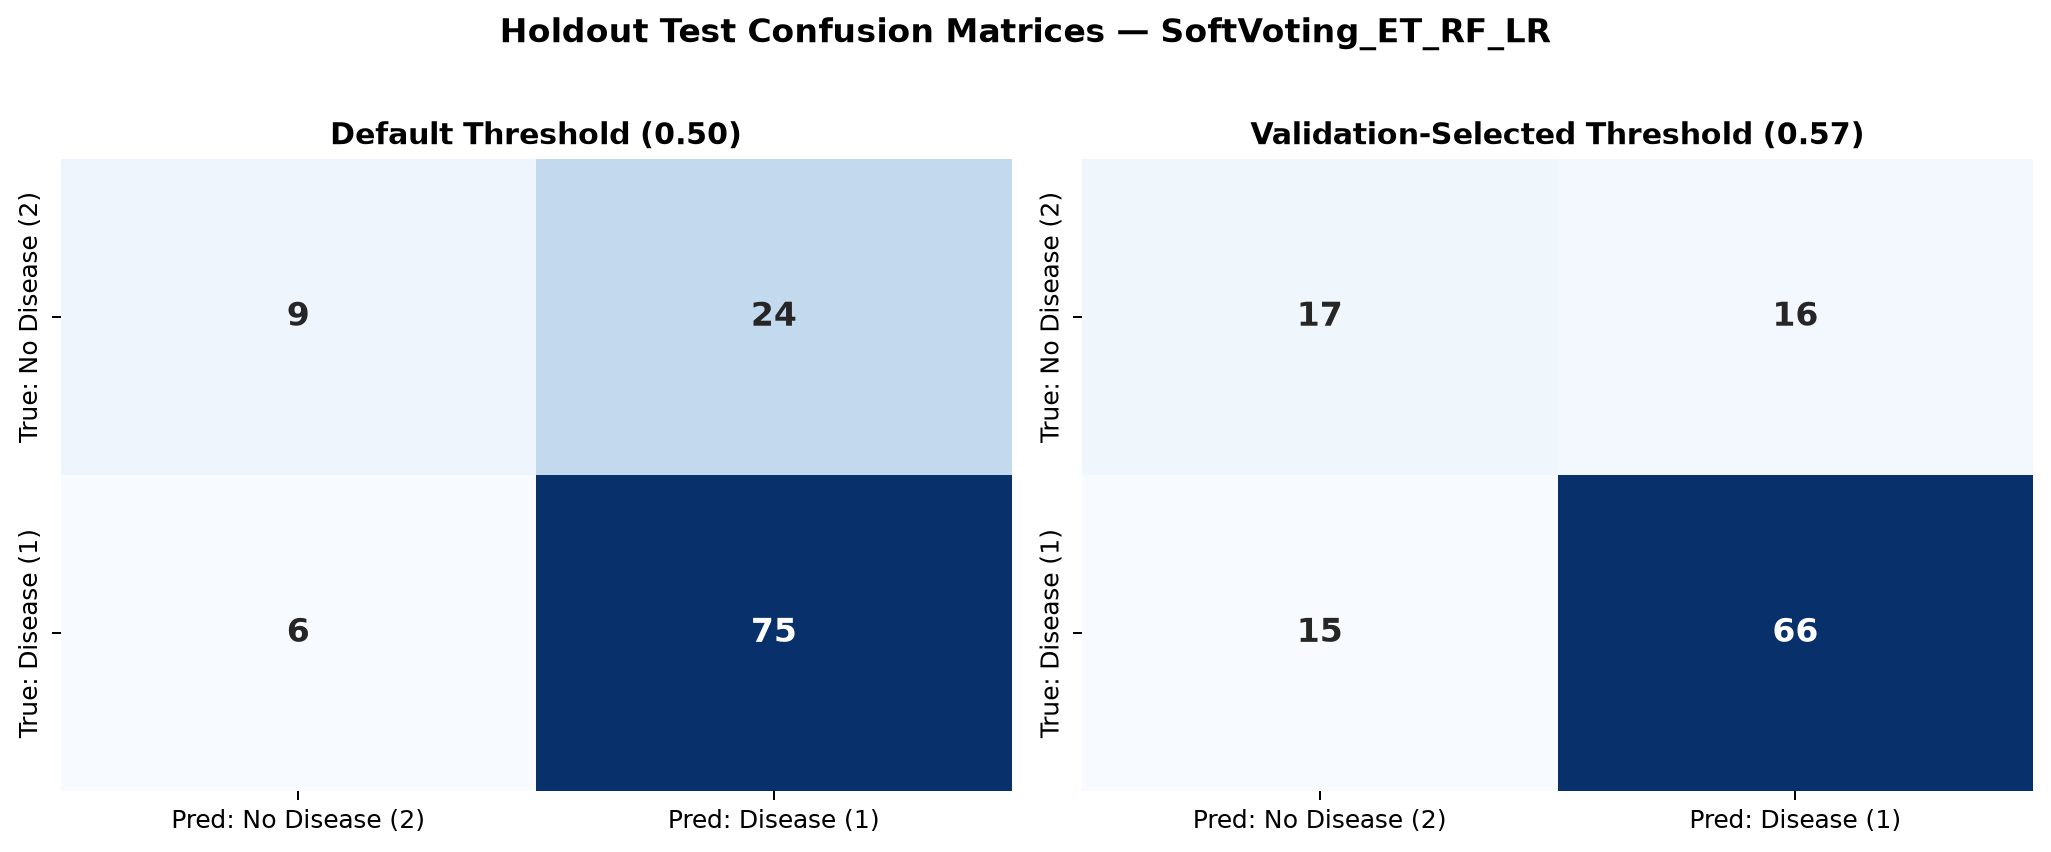 Holdout Test Confusion Matrices — SoftVoting_ET_RF_LR
Default Threshold (0.50)
True: No Disease (2)
9
24
True: Disease (1)
6
75
Pred: No Disease (2)
Pred: Disease (1)
Validation-Selected Threshold (0.57)
True: No Disease (2)
17
16
True: Disease (1)
15
66
Pred: No Disease (2)
Pred: Disease (1)